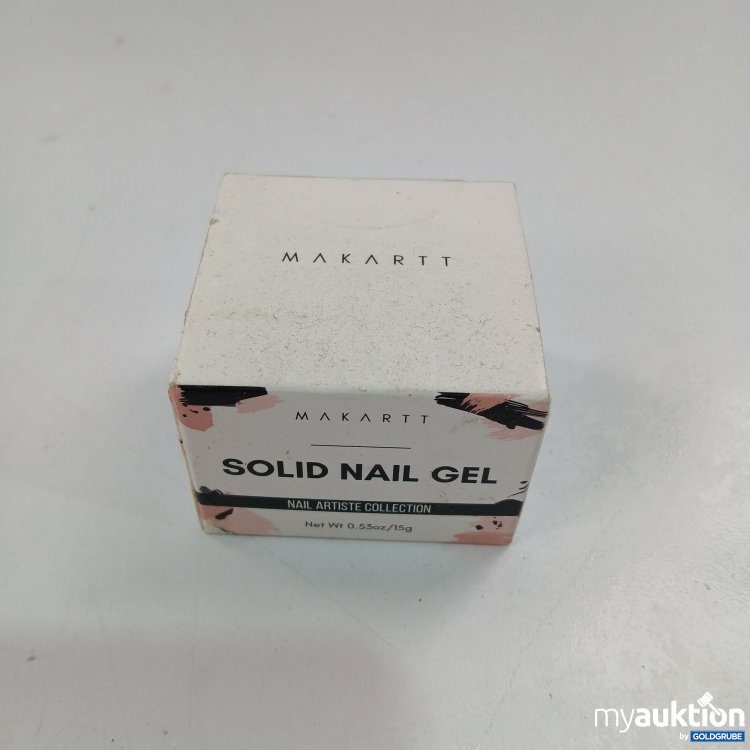 MAKARTT
MAKARTT
SOLID NAIL GEL
NAIL ARTISTE COLLECTION
Net Wt 0.53oz/15g
myauktion
by GOLDGRUBE